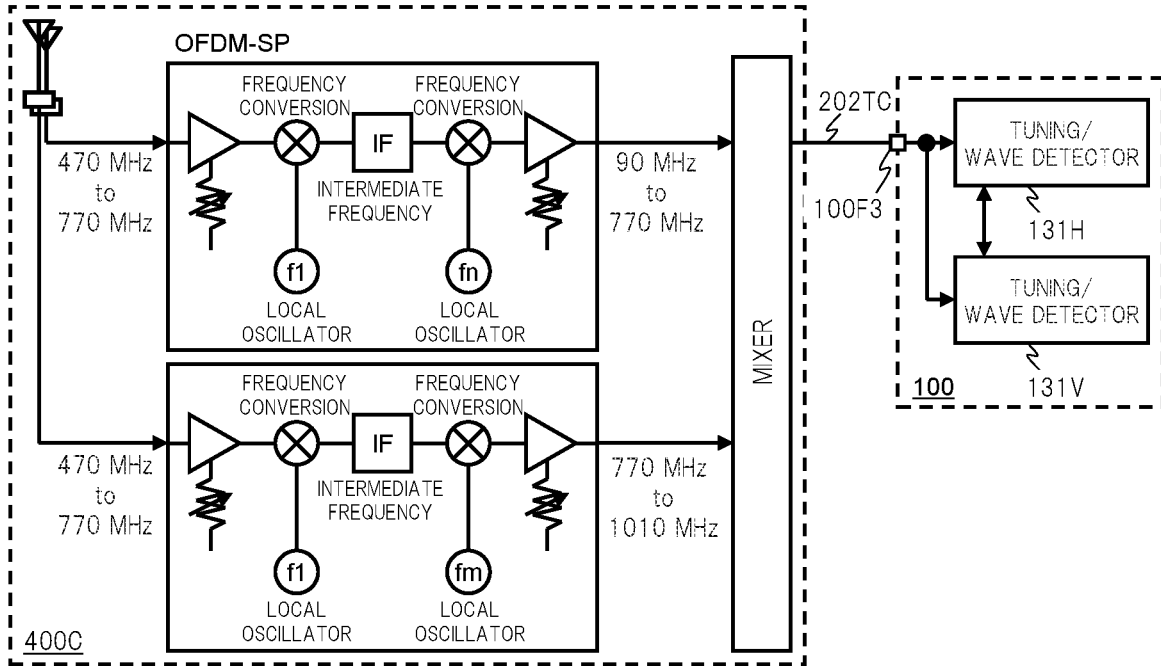 OFDM-SP
FREQUENCY
CONVERSION
FREQUENCY
CONVERSION
IF
INTERMEDIATE
FREQUENCY
470 MHz
to
770 MHz
f1
LOCAL
OSCILLATOR
fn
LOCAL
OSCILLATOR
90 MHz
to
770 MHz
FREQUENCY
CONVERSION
FREQUENCY
CONVERSION
IF
INTERMEDIATE
FREQUENCY
470 MHz
to
770 MHz
f1
LOCAL
OSCILLATOR
fm
LOCAL
OSCILLATOR
770 MHz
to
1010 MHz
400C
MIXER
202TC
100F3
TUNING/
WAVE DETECTOR
131H
TUNING/
WAVE DETECTOR
131V
100